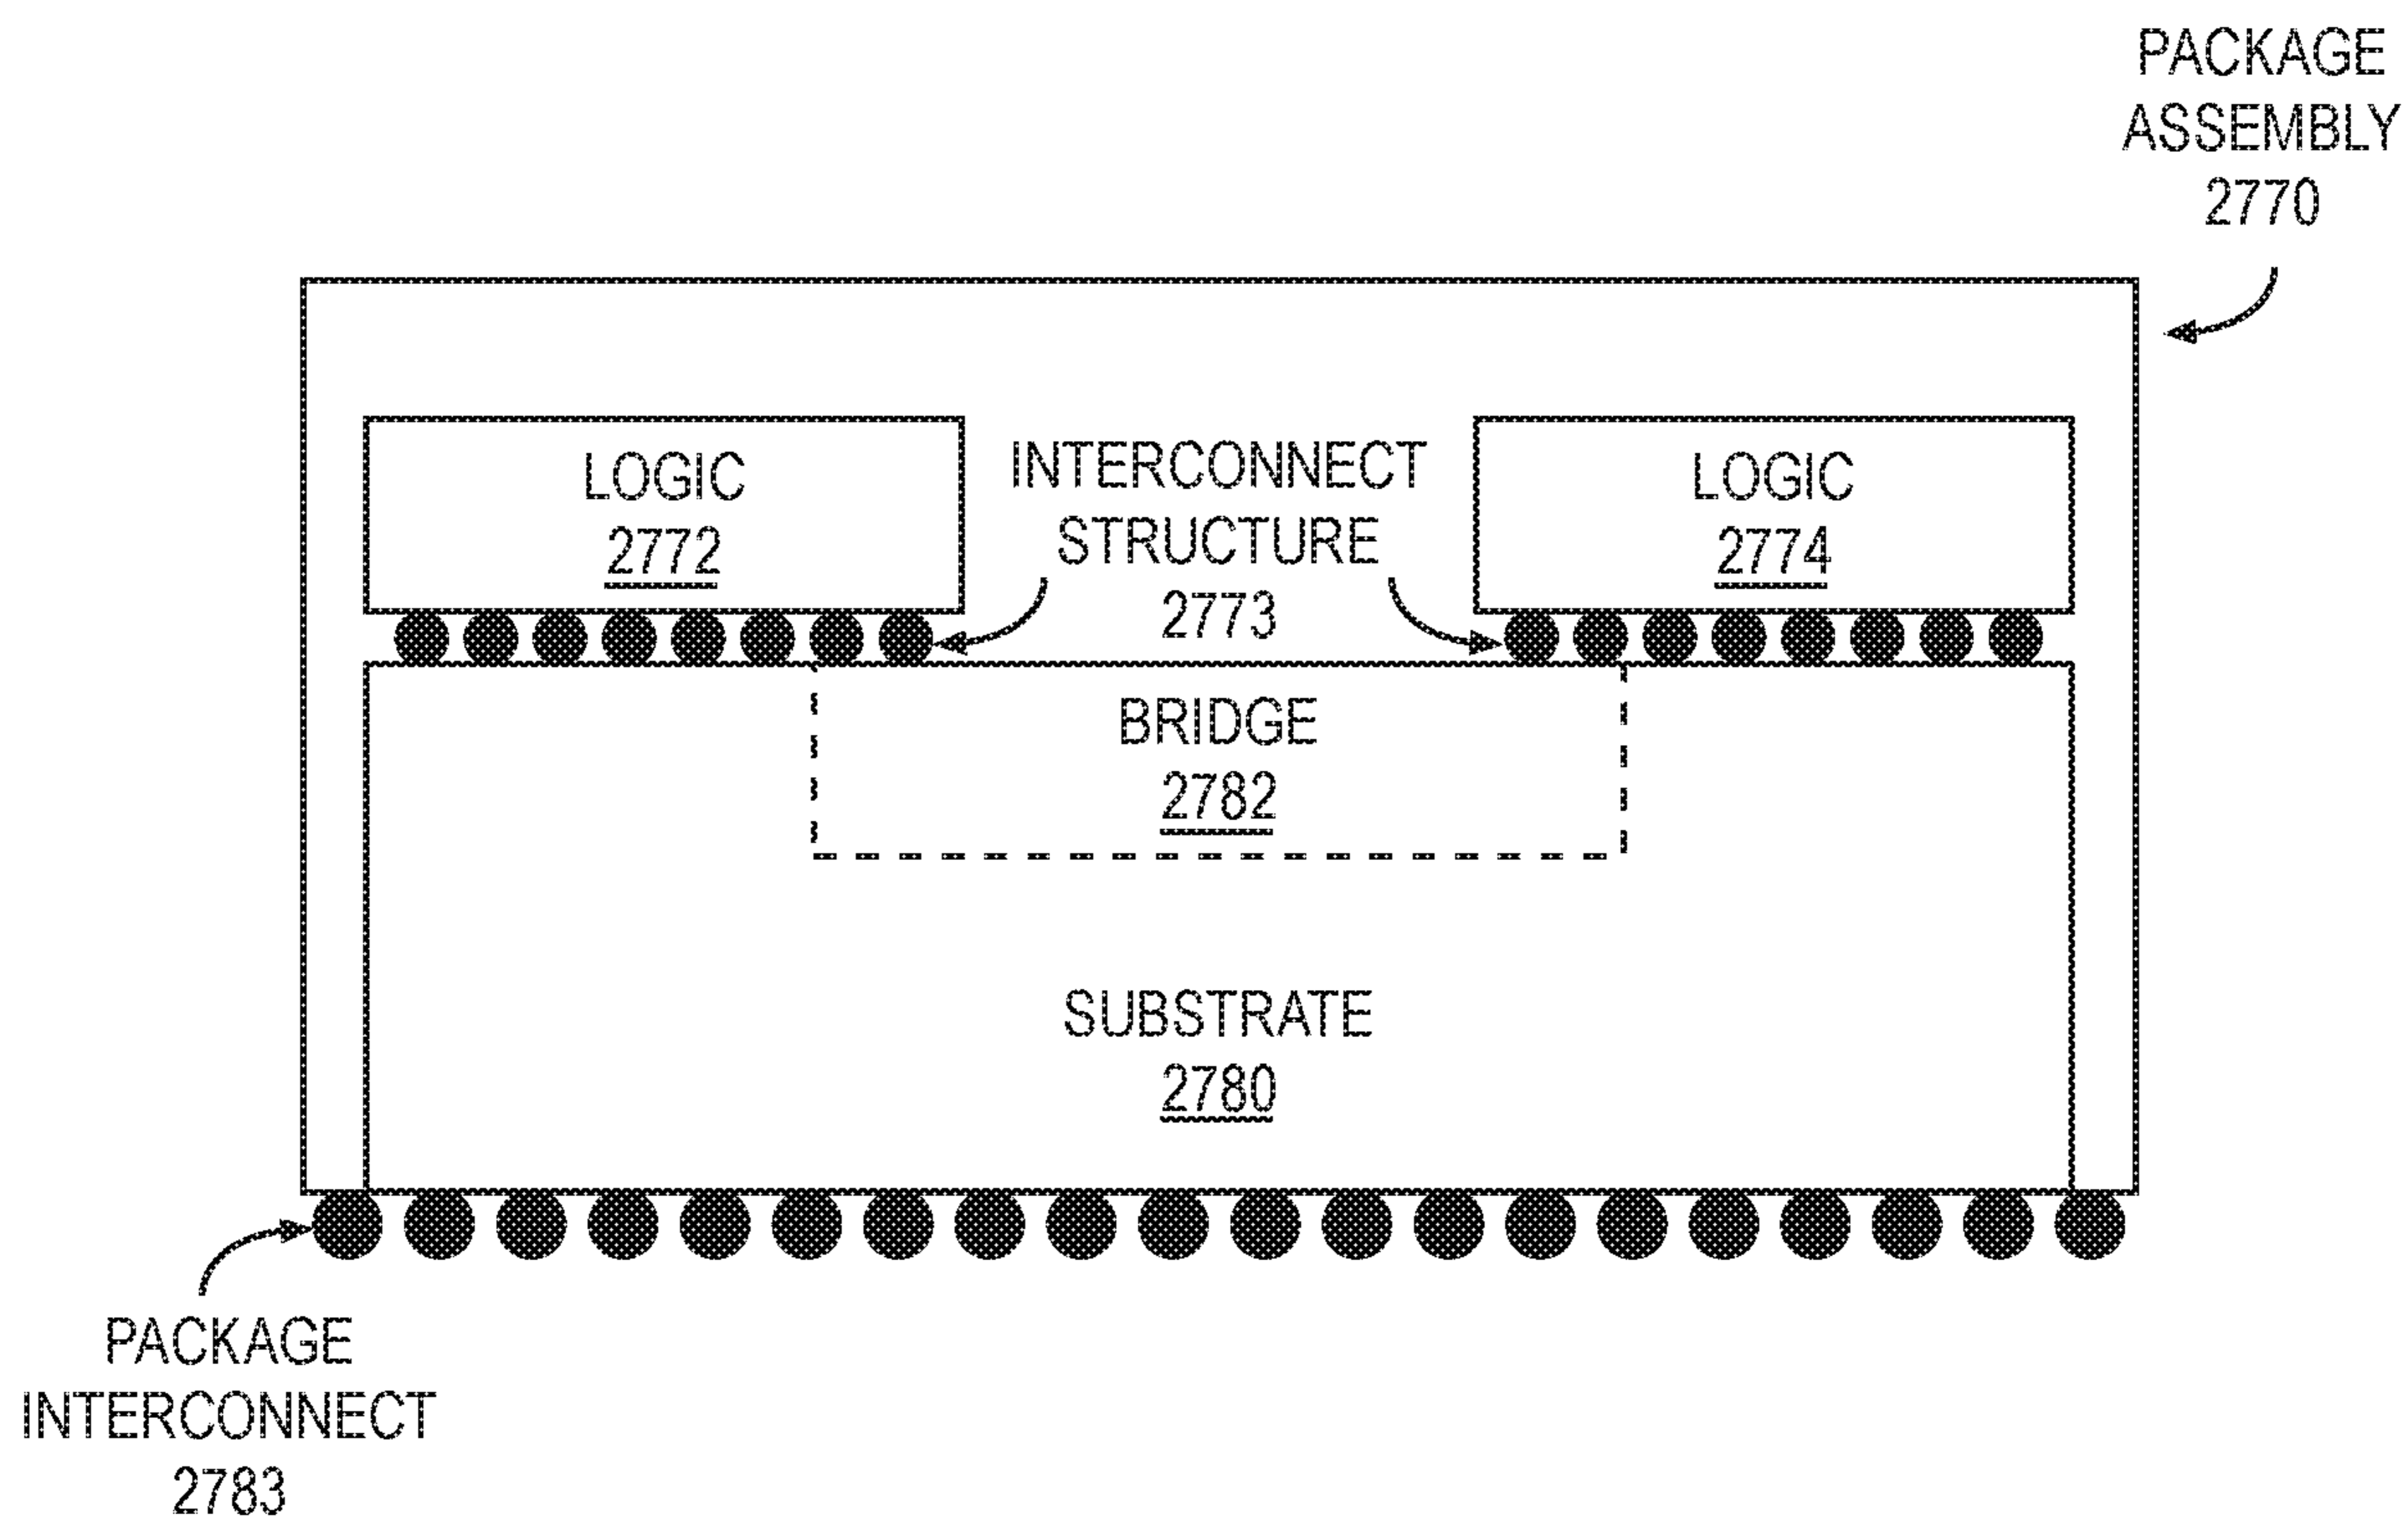 PACKAGE
ASSEMBLY
2770
LOGIC
2772
INTERCONNECT
STRUCTURE
2773
LOGIC
2774
BRIDGE
2782
SUBSTRATE
2780
PACKAGE
INTERCONNECT
2783